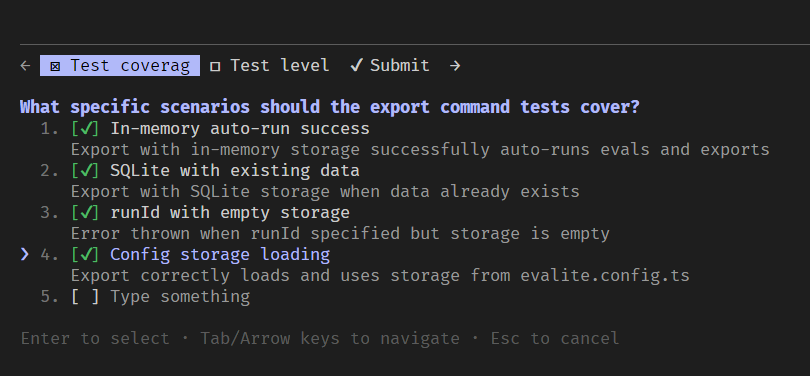 ← ☒ Test coverag □ Test level ✓ Submit →
What specific scenarios should the export command tests cover?
1. [✓] In-memory auto-run success
Export with in-memory storage successfully auto-runs evals and exports
2. [✓] SQLite with existing data
Export with SQLite storage when data already exists
3. [✓] runId with empty storage
Error thrown when runId specified but storage is empty
❯ 4. [✓] Config storage loading
Export correctly loads and uses storage from evalite.config.ts
5. [ ] Type something
Enter to select · Tab/Arrow keys to navigate · Esc to cancel